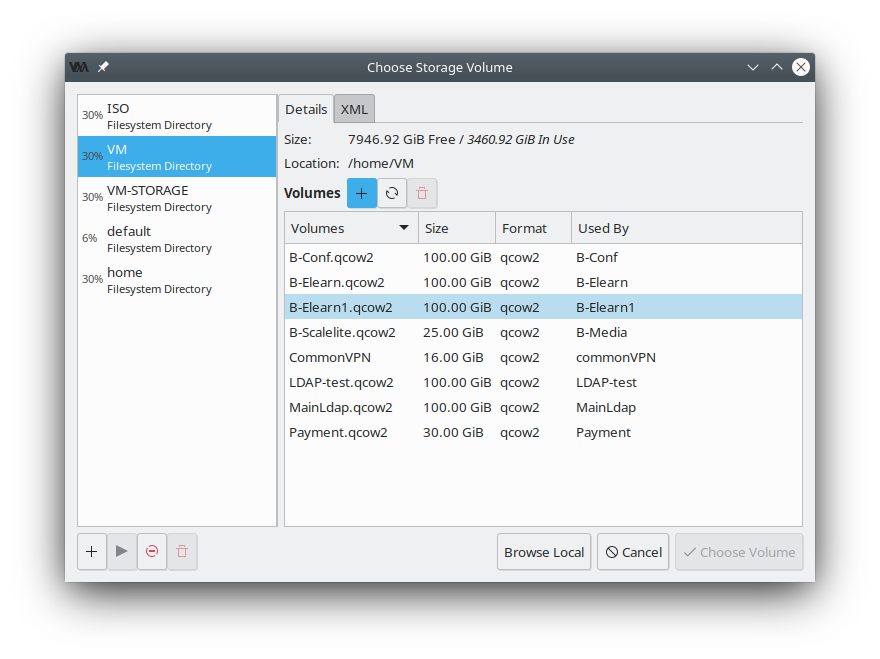 Choose Storage Volume
30% ISO
Filesystem Directory
30% VM
Filesystem Directory
30% VM-STORAGE
Filesystem Directory
6% default
Filesystem Directory
30% home
Filesystem Directory
Details XML
Size: 7946.92 GiB Free / 3460.92 GiB In Use
Location: /home/VM
Volumes
Volumes Size Format Used By
B-Conf.qcow2 100.00 GiB qcow2 B-Conf
B-Elearn.qcow2 100.00 GiB qcow2 B-Elearn
B-Elearn1.qcow2 100.00 GiB qcow2 B-Elearn1
B-Scalelite.qcow2 25.00 GiB qcow2 B-Media
CommonVPN 16.00 GiB qcow2 commonVPN
LDAP-test.qcow2 100.00 GiB qcow2 LDAP-test
MainLdap.qcow2 100.00 GiB qcow2 MainLdap
Payment.qcow2 30.00 GiB qcow2 Payment
Browse Local Cancel Choose Volume